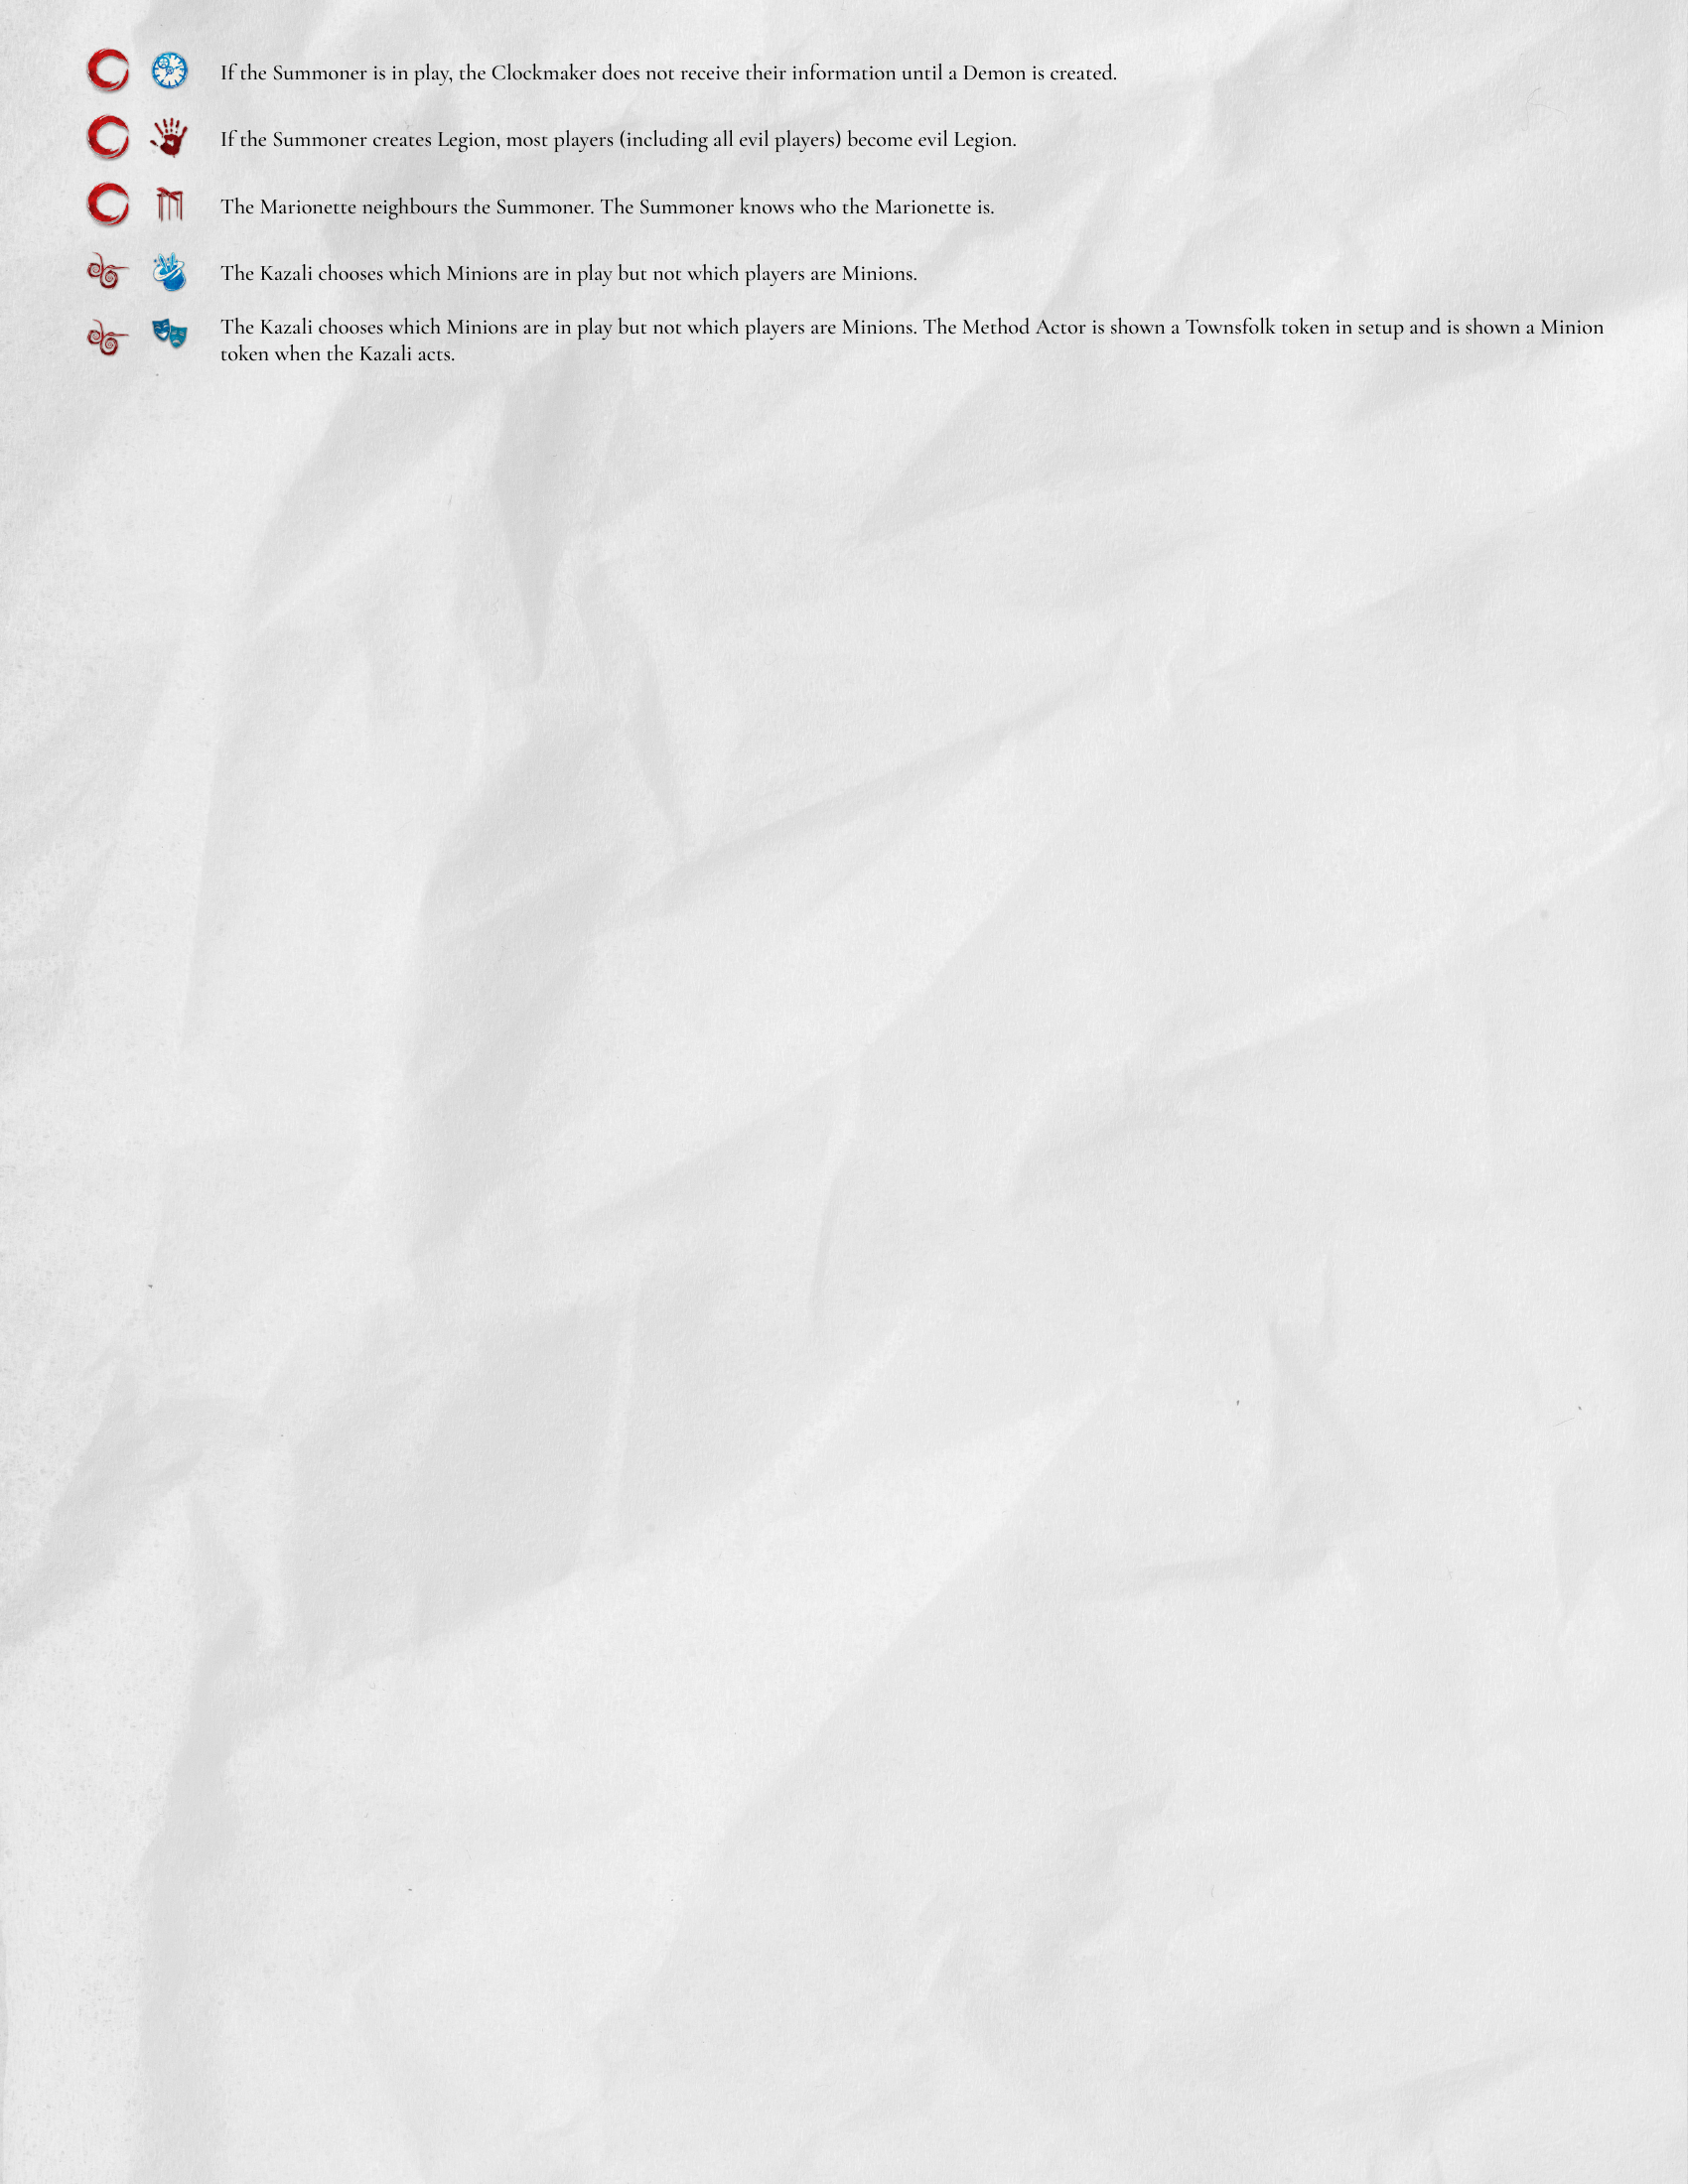 If the Summoner is in play, the Clockmaker does not receive their information until a Demon is created.
If the Summoner creates Legion, most players (including all evil players) become evil Legion.
The Marionette neighbours the Summoner. The Summoner knows who the Marionette is.
The Kazali chooses which Minions are in play but not which players are Minions.
The Kazali chooses which Minions are in play but not which players are Minions. The Method Actor is shown a Townsfolk token in setup and is shown a Minion
token when the Kazali acts.